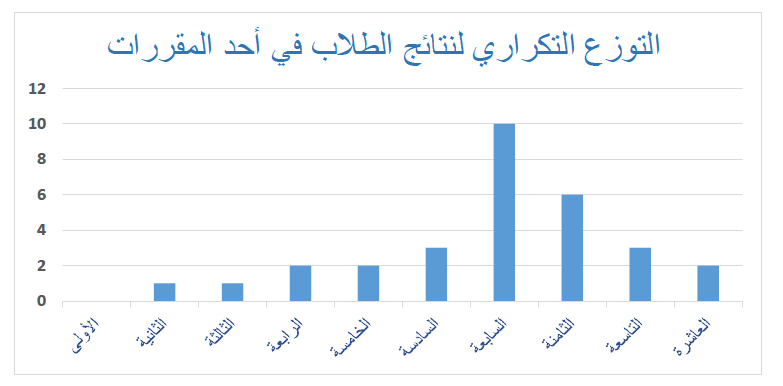 التوزع التكراري لنتائج الطلاب في أحد المقررات
12
10
8
6
4
2
0
الأولى
الثانية
الثالثة
الرابعة
الخامسة
السادسة
السابعة
الثامنة
التاسعة
العاشرة